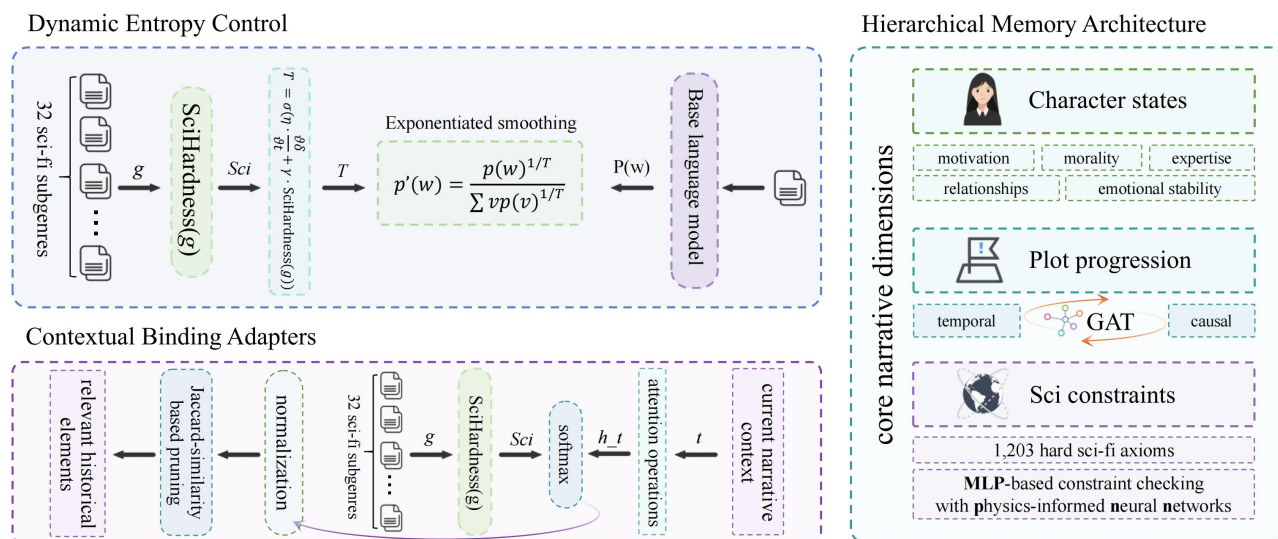 Dynamic Entropy Control
32 sci-fi subgenres
g
SciHardness(g)
Sci
T = σ(η · ∂δ/∂t + γ · SciHardness(g)))
T
Exponentiated smoothing
p'(w) = p(w)^{1/T} / ∑ vp(v)^{1/T}
P(w)
Base language model
Contextual Binding Adapters
relevant historical
elements
Jaccard-similarity
based pruning
normalization
32 sci-fi subgenres
g
SciHardness(g)
Sci
softmax
h_t
attention operations
t
current narrative
context
Hierarchical Memory Architecture
core narrative dimensions
Character states
motivation
morality
expertise
relationships
emotional stability
Plot progression
temporal
GAT
causal
Sci constraints
1,203 hard sci-fi axioms
MLP-based constraint checking
with physics-informed neural networks